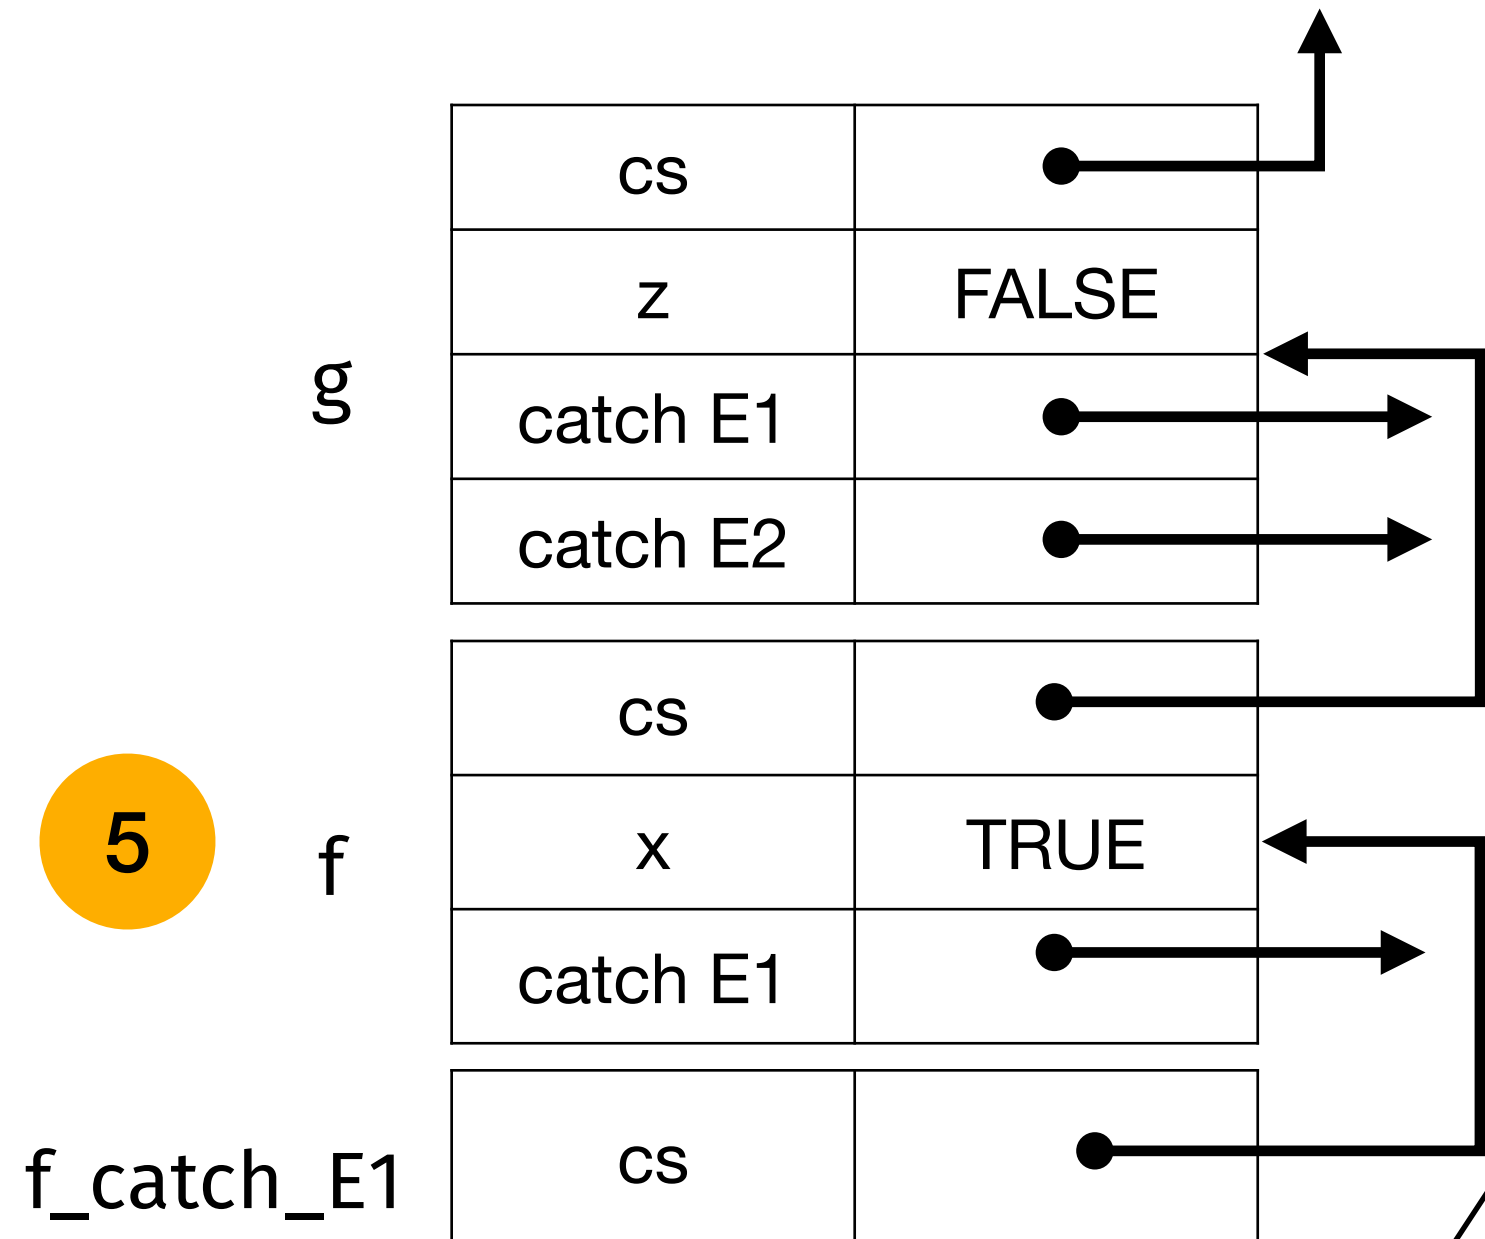 cs
z FALSE
g
catch E1
catch E2
cs
5
f
x TRUE
catch E1
f_catch_E1
cs